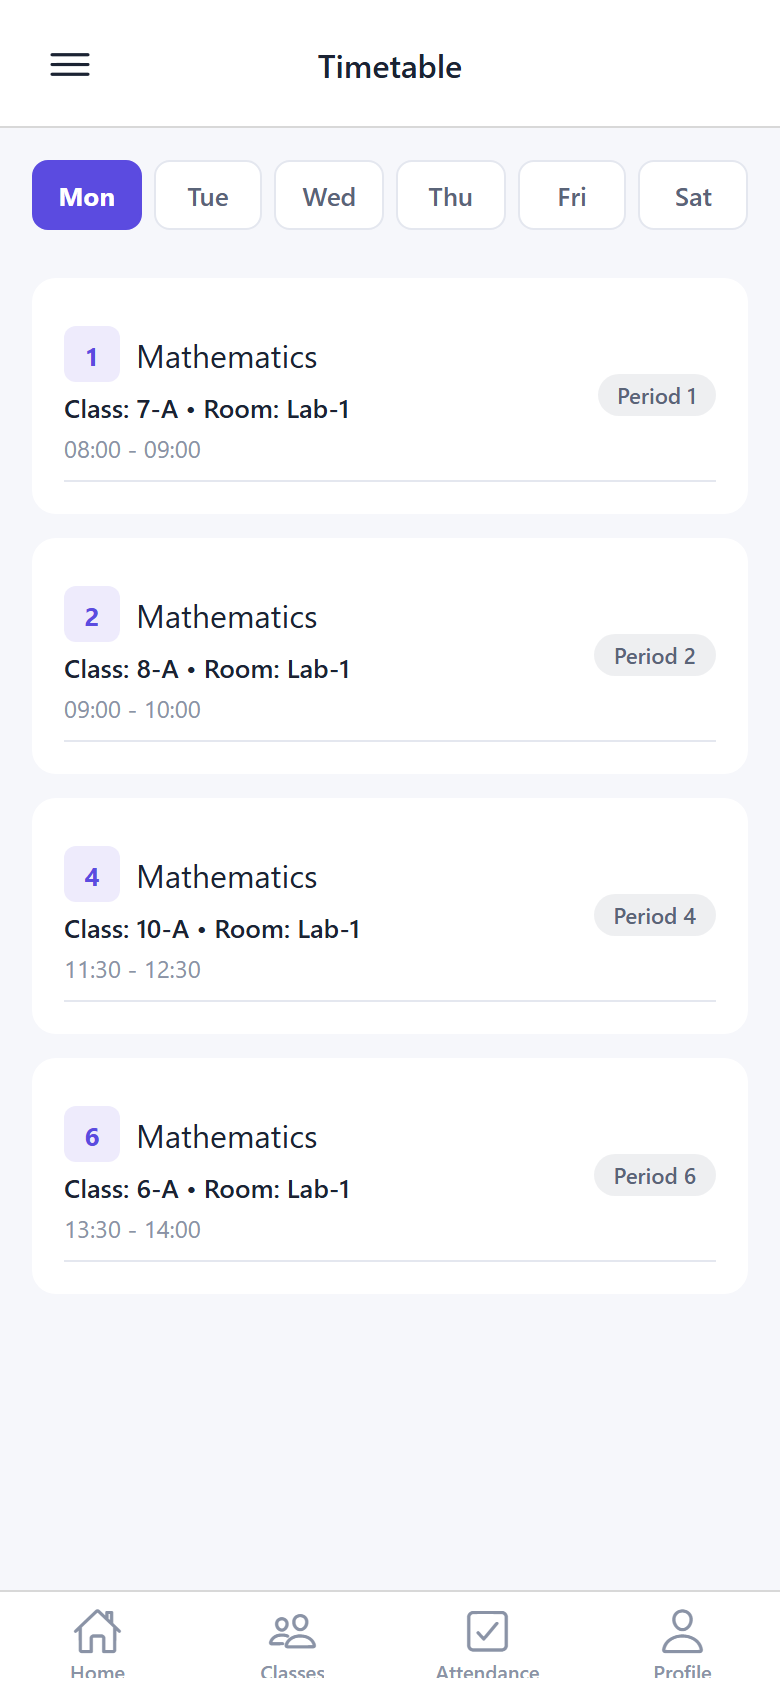 Timetable
Mon Tue Wed Thu Fri Sat
1 Mathematics
Class: 7-A • Room: Lab-1
08:00 - 09:00
Period 1
2 Mathematics
Class: 8-A • Room: Lab-1
09:00 - 10:00
Period 2
4 Mathematics
Class: 10-A • Room: Lab-1
11:30 - 12:30
Period 4
6 Mathematics
Class: 6-A • Room: Lab-1
13:30 - 14:00
Period 6
Home Classes Attendance Profile